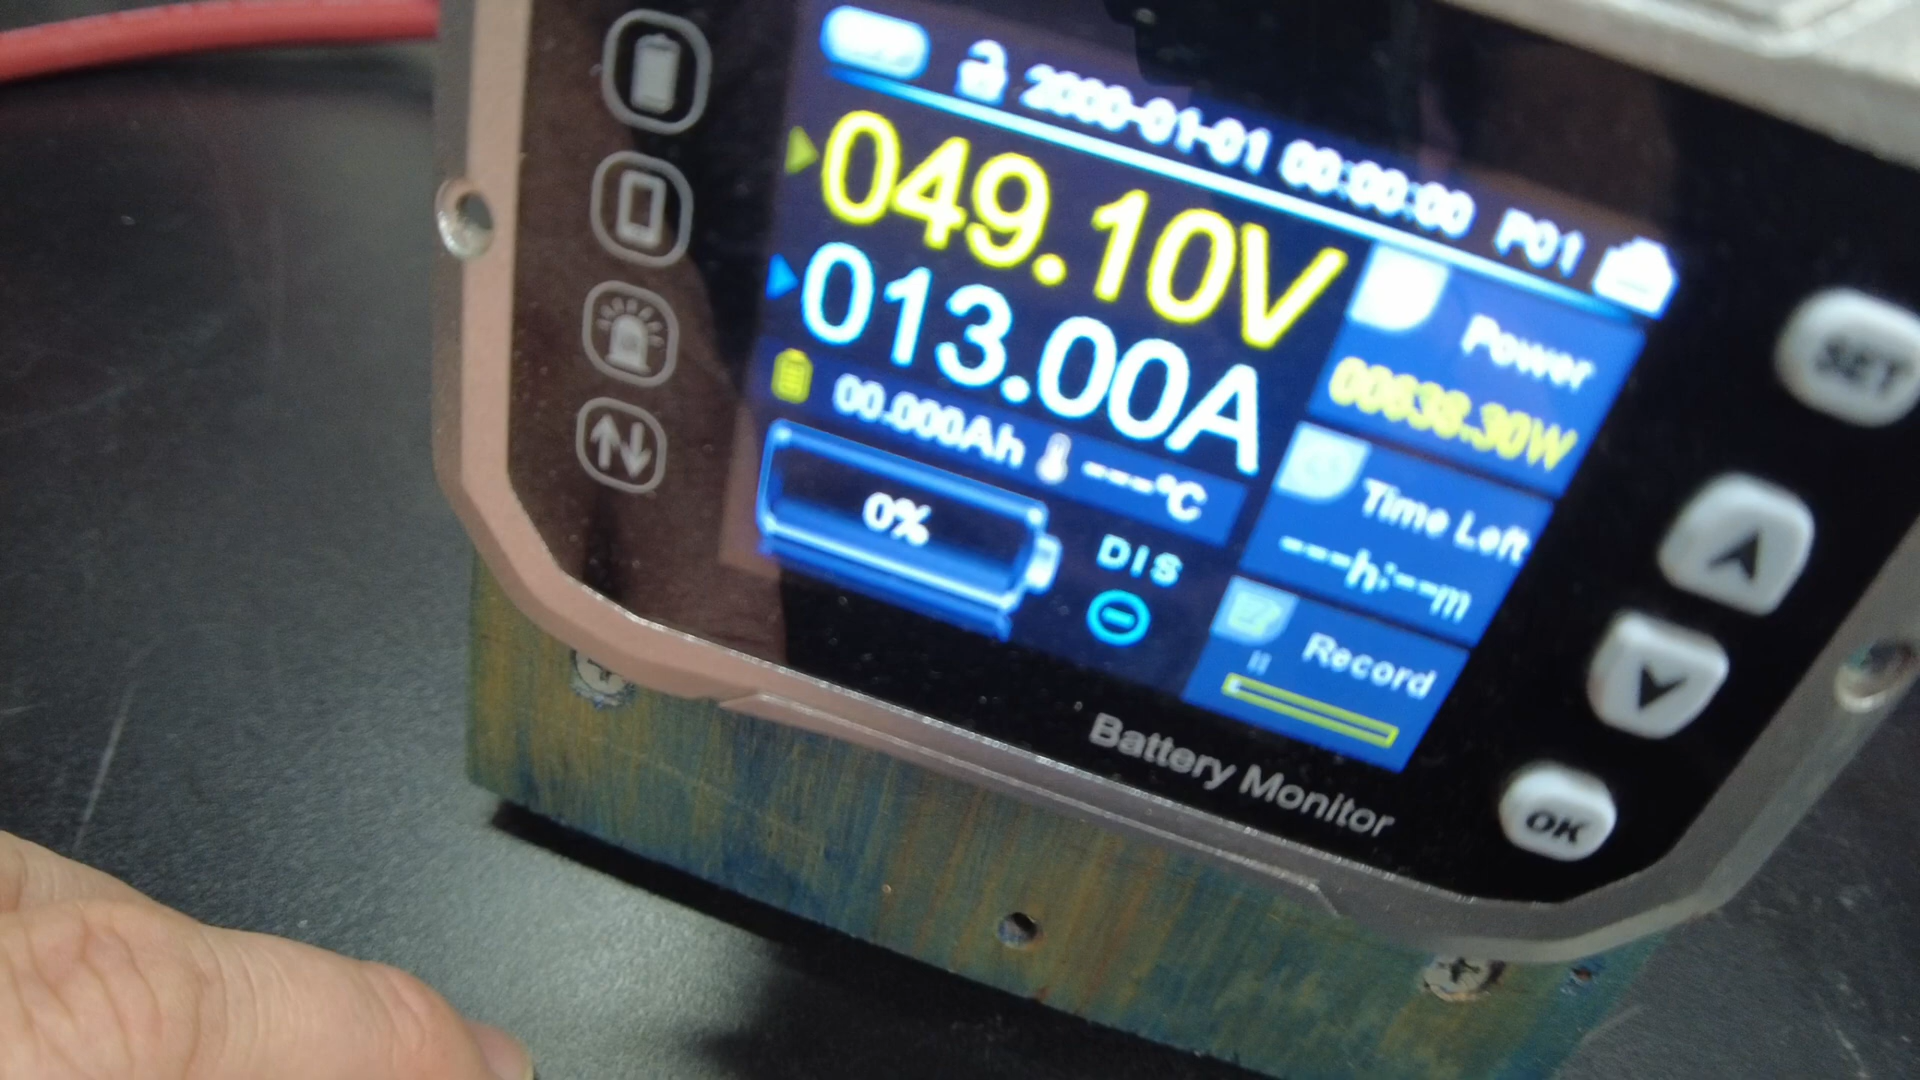 2000-01-01 00:00:00 P01
049.10V
013.00A
00.000Ah ---°C
0%
DIS
Power
00638.30W
Time Left
---h:--m
Record
Battery Monitor
SET
OK